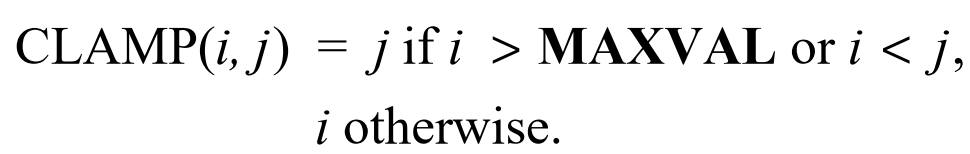 CLAMP(i, j) = j if i > MAXVAL or i < j,
i otherwise.